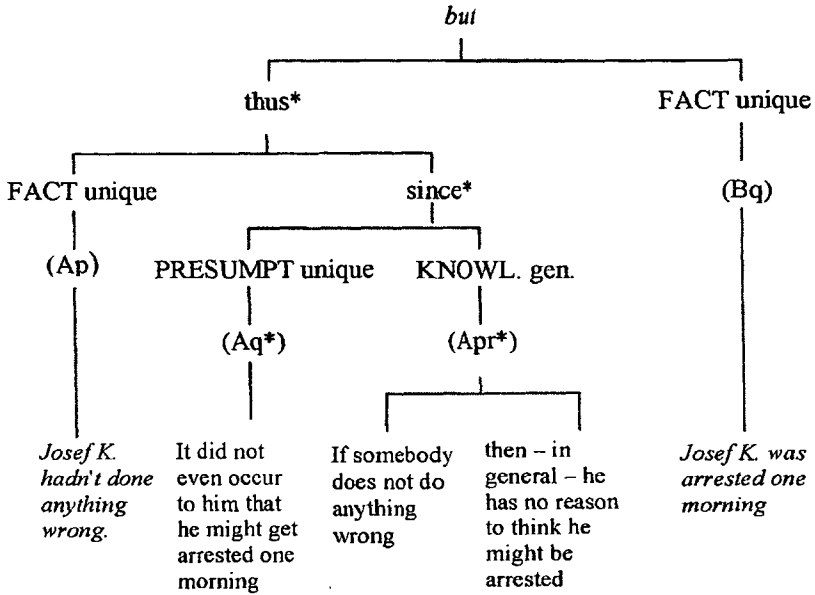 but
thus*
FACT unique
FACT unique
since*
(Bq)
(Ap)
PRESUMPT unique
KNOWL. gen.
(Aq*)
(Apr*)
Josef K.
hadn't done
anything
wrong.
It did not
even occur
to him that
he might get
arrested one
morning
If somebody
does not do
anything
wrong
then – in
general – he
has no reason
to think he
might be
arrested
Josef K. was
arrested one
morning